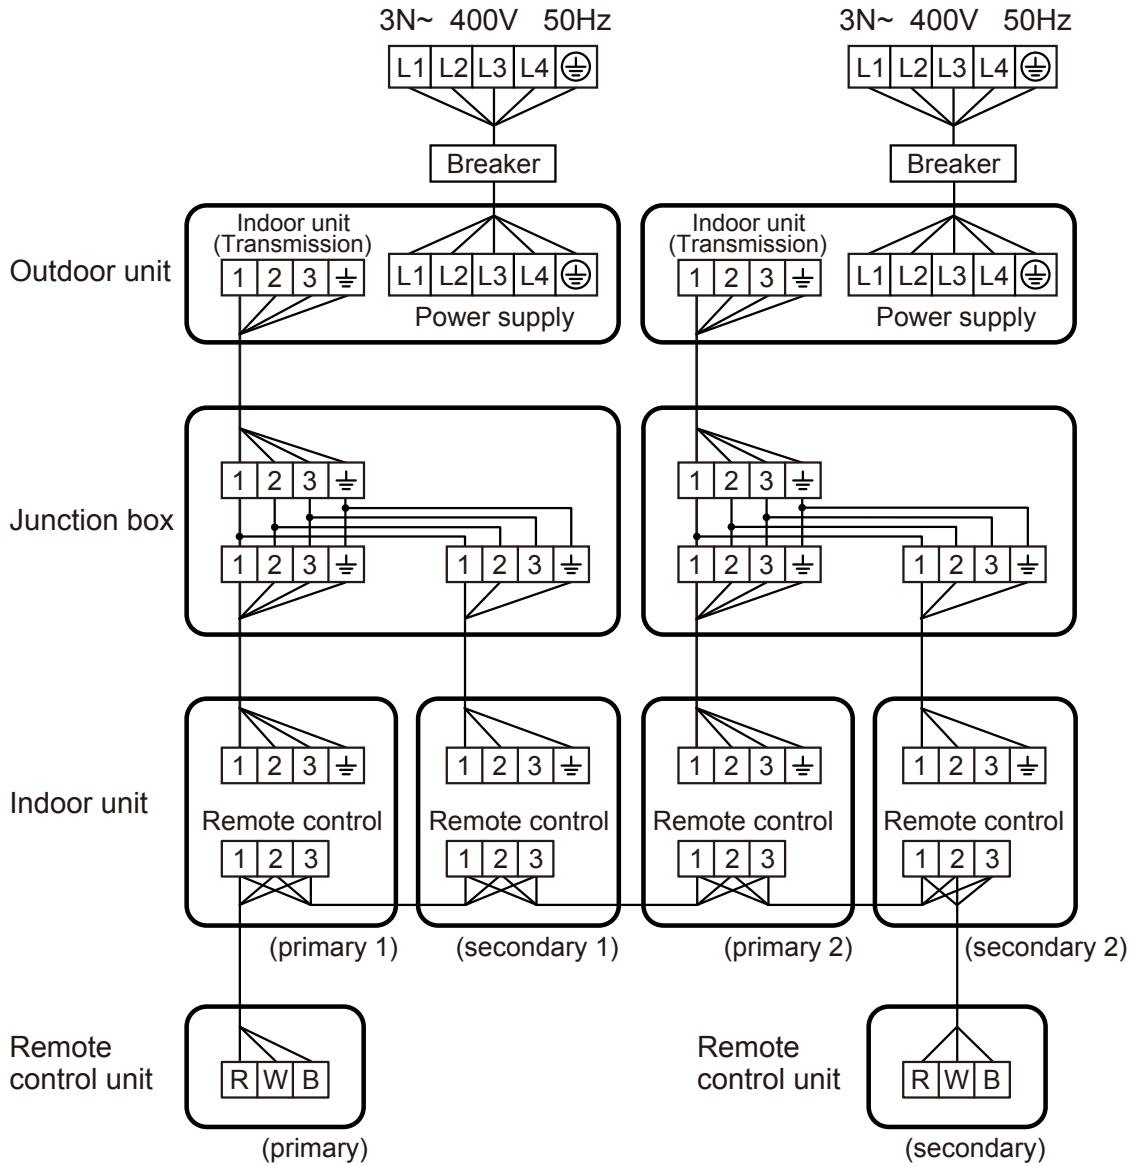 3N~ 400V 50Hz
3N~ 400V 50Hz
L1 L2 L3 L4
L1 L2 L3 L4
Breaker
Breaker
Outdoor unit
Indoor unit
(Transmission)
1 2 3
L1 L2 L3 L4
Power supply
Indoor unit
(Transmission)
1 2 3
L1 L2 L3 L4
Power supply
Junction box
1 2 3
1 2 3
1 2 3
1 2 3
1 2 3
1 2 3
Indoor unit
1 2 3
1 2 3
1 2 3
1 2 3
Remote control
Remote control
Remote control
Remote control
1 2 3
1 2 3
1 2 3
1 2 3
(primary 1)
(secondary 1)
(primary 2)
(secondary 2)
Remote
control unit
R W B
(primary)
Remote
control unit
R W B
(secondary)